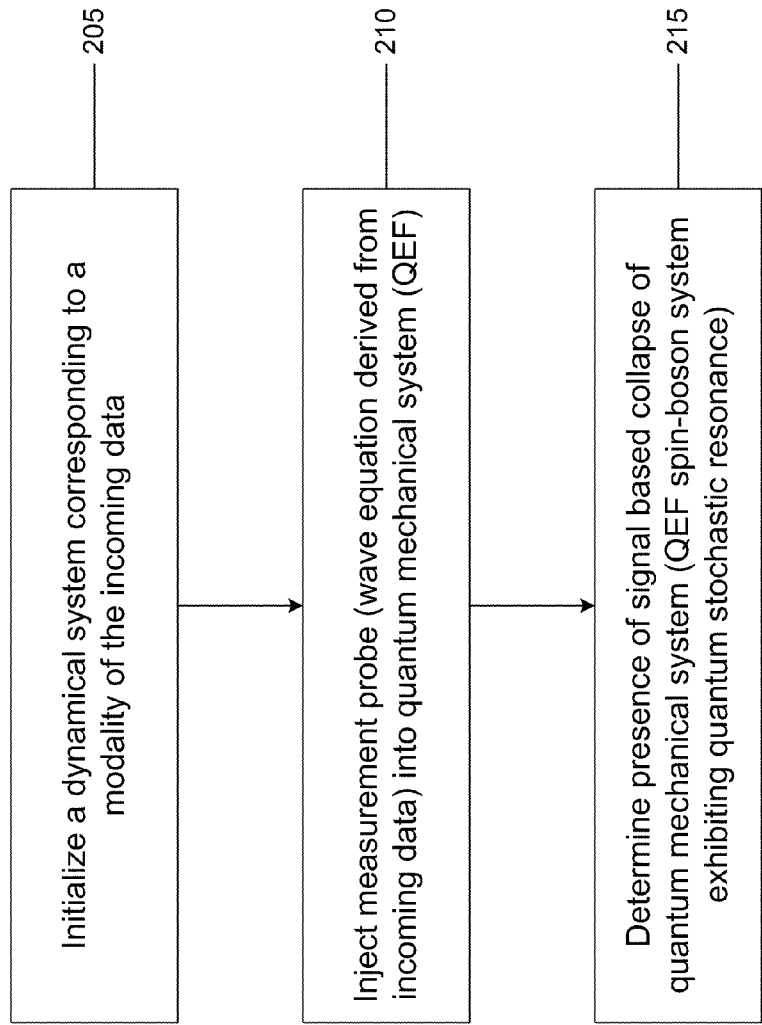 Initialize a dynamical system corresponding to a
modality of the incoming data
205
Inject measurement probe (wave equation derived from
incoming data) into quantum mechanical system (QEF)
210
Determine presence of signal based collapse of
quantum mechanical system (QEF spin-boson system
exhibiting quantum stochastic resonance)
215